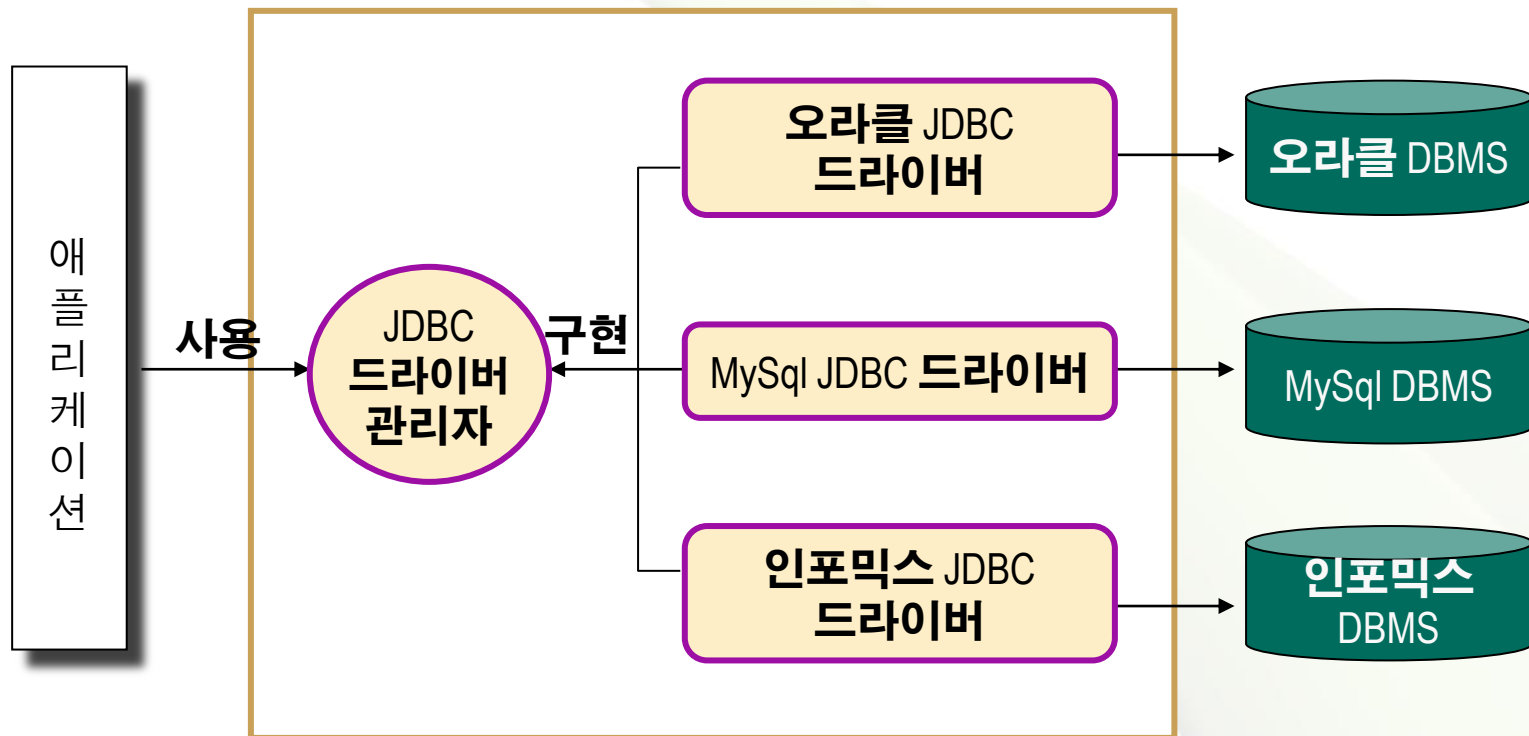 애
플
리
케
이
션
사용
JDBC
드라이버
관리자
구현
오라클 JDBC
드라이버
MySql JDBC 드라이버
인포믹스 JDBC
드라이버
오라클 DBMS
MySql DBMS
인포믹스
DBMS